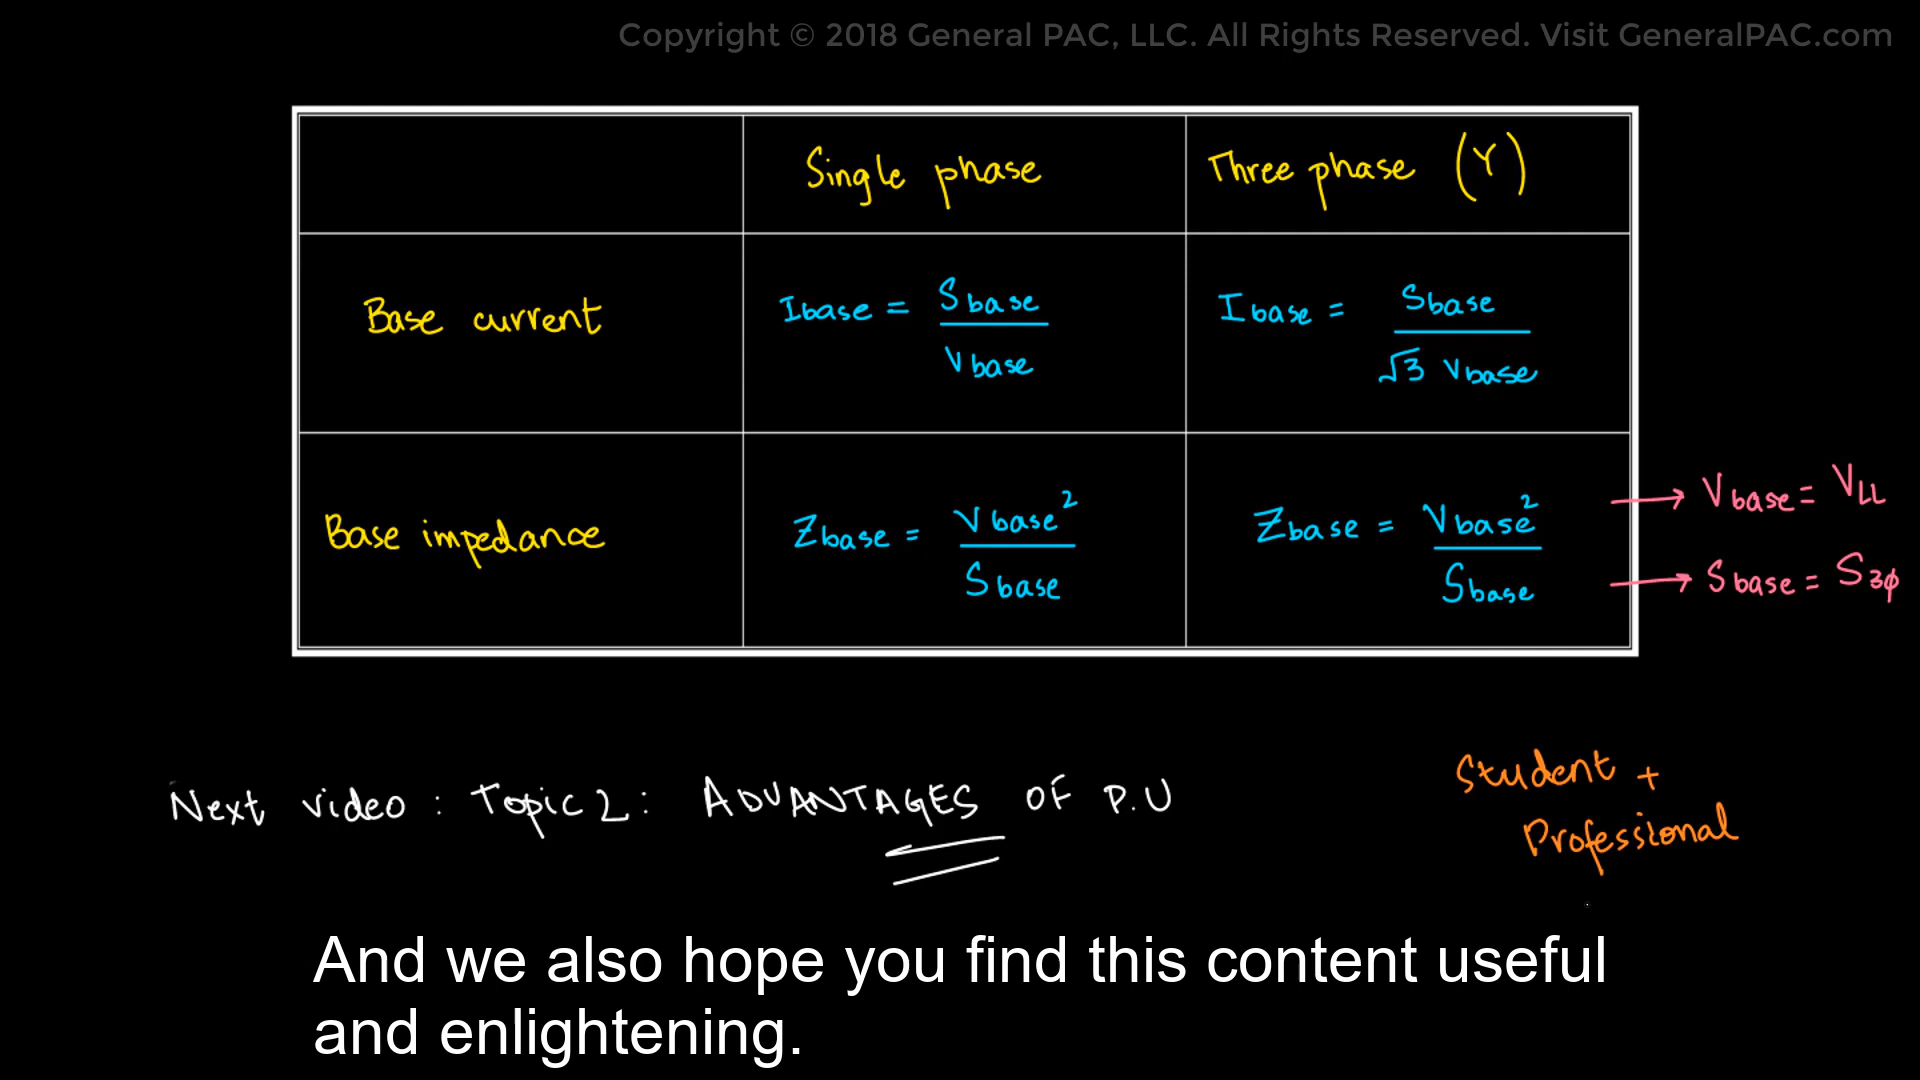 Copyright © 2018 General PAC, LLC. All Rights Reserved. Visit GeneralPAC.com
Single phase Three phase (Y)
Base current Ibase = Sbase / Vbase Ibase = Sbase / √3 Vbase
Base impedance Zbase = Vbase² / Sbase Zbase = Vbase² / Sbase
→ Vbase = VLL
→ Sbase = S3φ
Next video : Topic 2 : ADVANTAGES OF P.U
Student +
Professional
And we also hope you find this content useful
and enlightening.